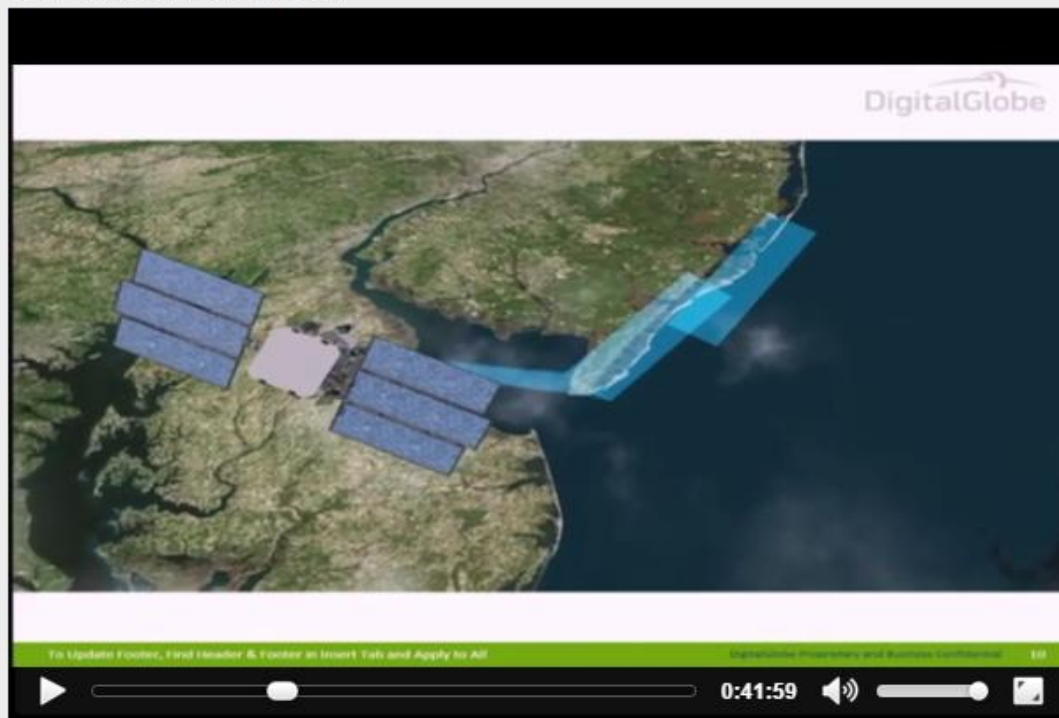 DigitalGlobe
To Update Footer, Find Header & Footer in Insert Tab and Apply to All
DigitalGlobe Proprietary and Business Confidential 10
0:41:59